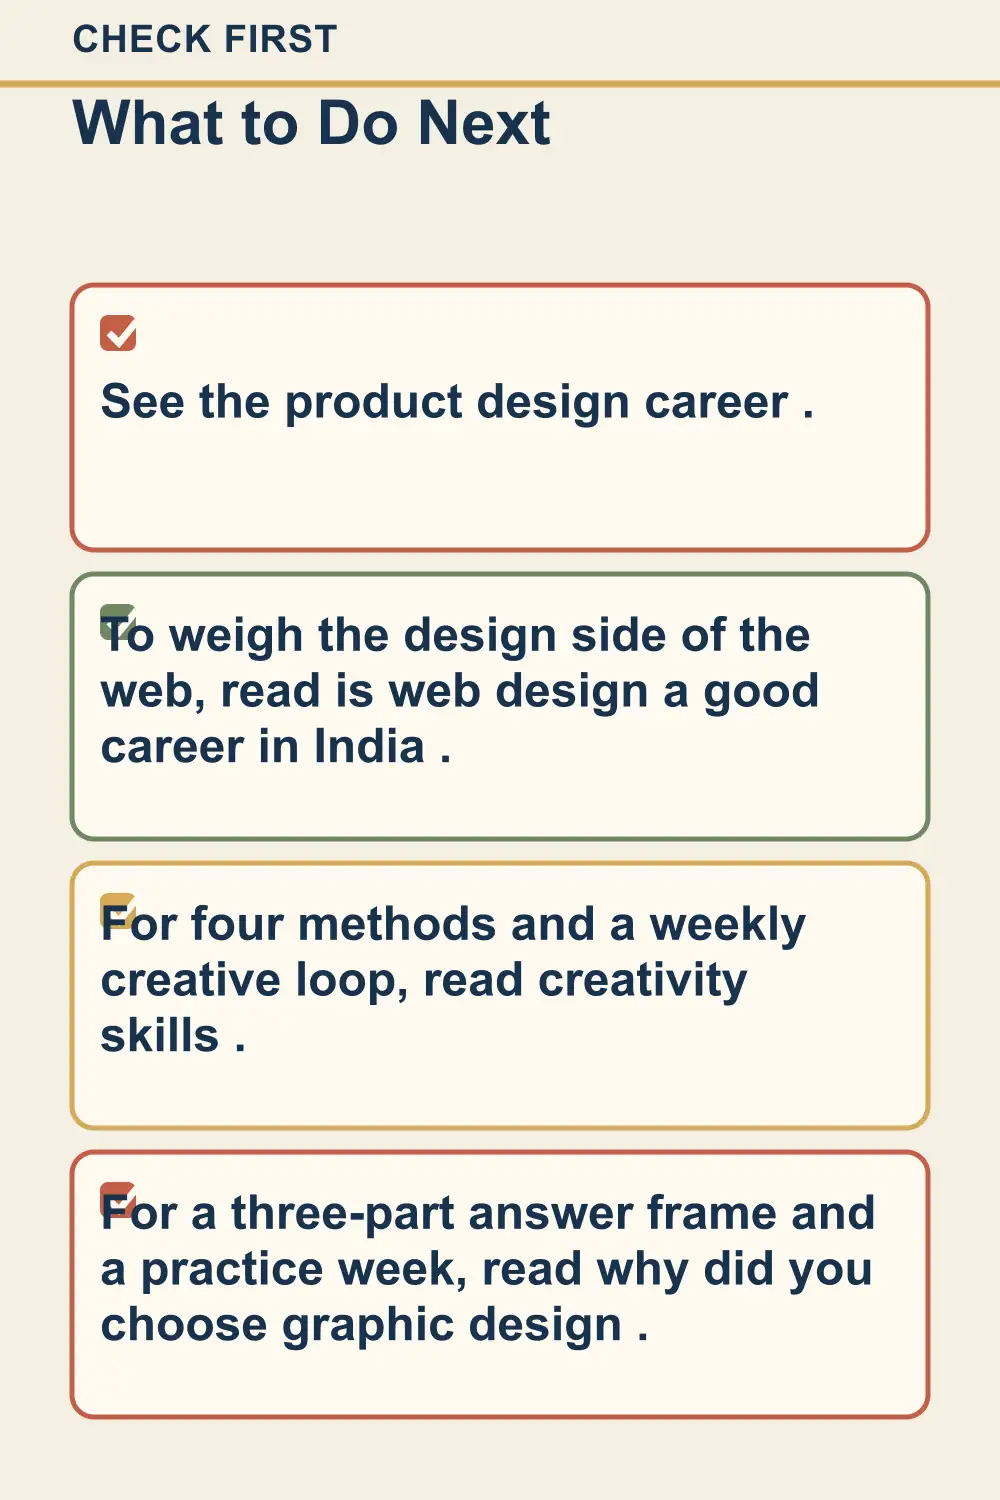 CHECK FIRST
What to Do Next
See the product design career .
To weigh the design side of the
web, read is web design a good
career in India .
For four methods and a weekly
creative loop, read creativity
skills .
For a three-part answer frame and
a practice week, read why did you
choose graphic design .